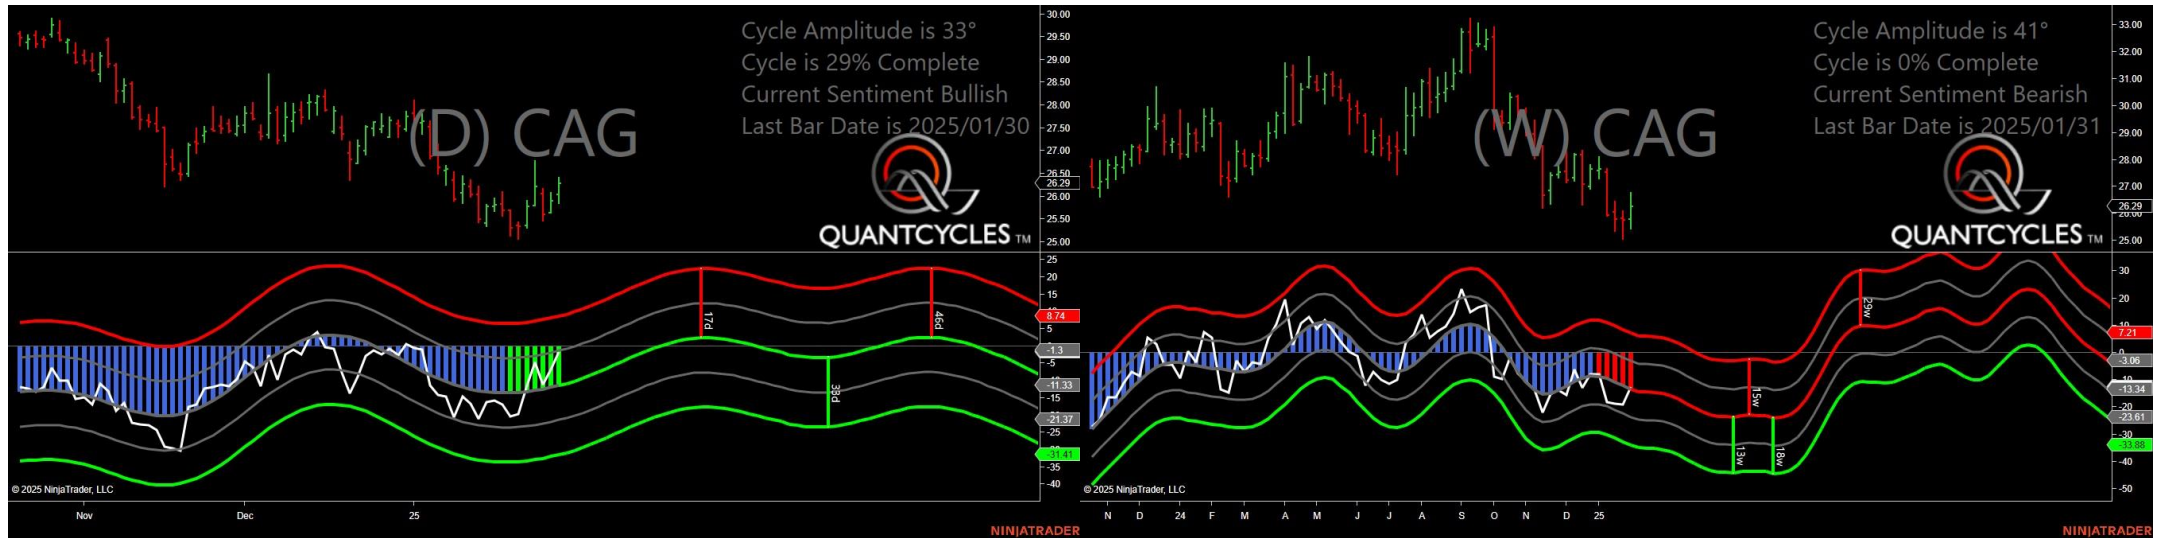 Cycle Amplitude is 33°
Cycle is 29% Complete
Current Sentiment Bullish
Last Bar Date is 2025/01/30
(D) CAG
QUANTCYCLES TM
30.00
29.50
29.00
28.50
28.00
27.50
27.00
26.50
26.29
26.00
25.50
25.00
25
20
15
8.74
5
-1.3
-5
-11.33
-15
-21.37
-25
-31.41
-35
-40
17d
33d
46d
© 2025 NinjaTrader, LLC
Nov Dec 25
NINJATRADER
Cycle Amplitude is 41°
Cycle is 0% Complete
Current Sentiment Bearish
Last Bar Date is 2025/01/31
(W) CAG
QUANTCYCLES TM
33.00
32.00
31.00
30.00
29.00
28.00
27.00
26.29
26.00
25.00
30
20
7.21
0
-3.06
-13.34
-20
-23.61
-30
-33.88
-40
-50
13w
15w
18w
29w
© 2025 NinjaTrader, LLC
N D 24 F M A M J J A S O N D 25
NINJATRADER